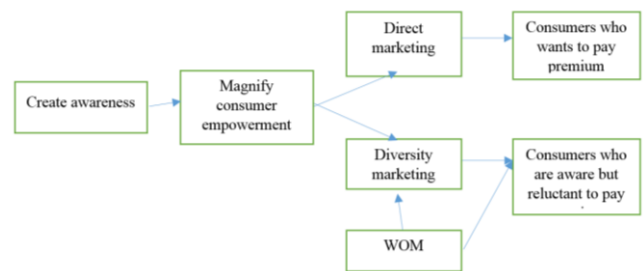 Create awareness
Magnify
consumer
empowerment
Direct
marketing
Consumers who
wants to pay
premium
Diversity
marketing
Consumers who
are aware but
reluctant to pay
WOM